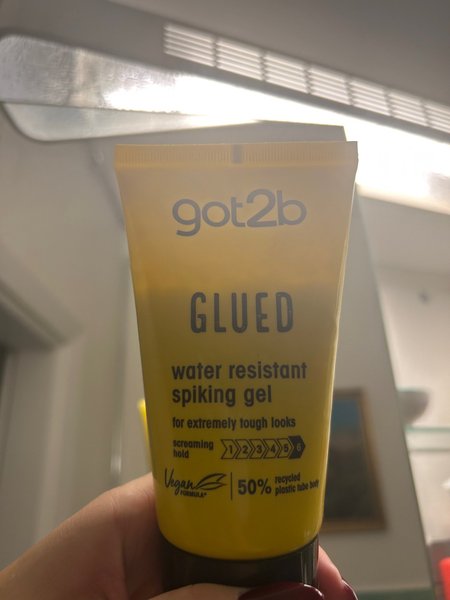 got2b
GLUED
water resistant
spiking gel
for extremely tough looks
screaming
hold
1 2 3 4 5 6
Vegan
FORMULA*
50%
recycled
plastic tube body